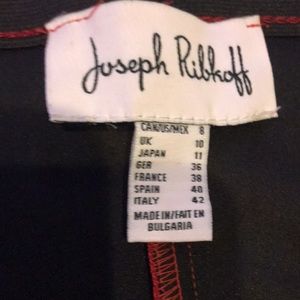 Joseph Ribkoff
CAN/US/MEX 8
UK 10
JAPAN 11
GER 36
FRANCE 38
SPAIN 40
ITALY 42
MADE IN/FAIT EN
BULGARIA